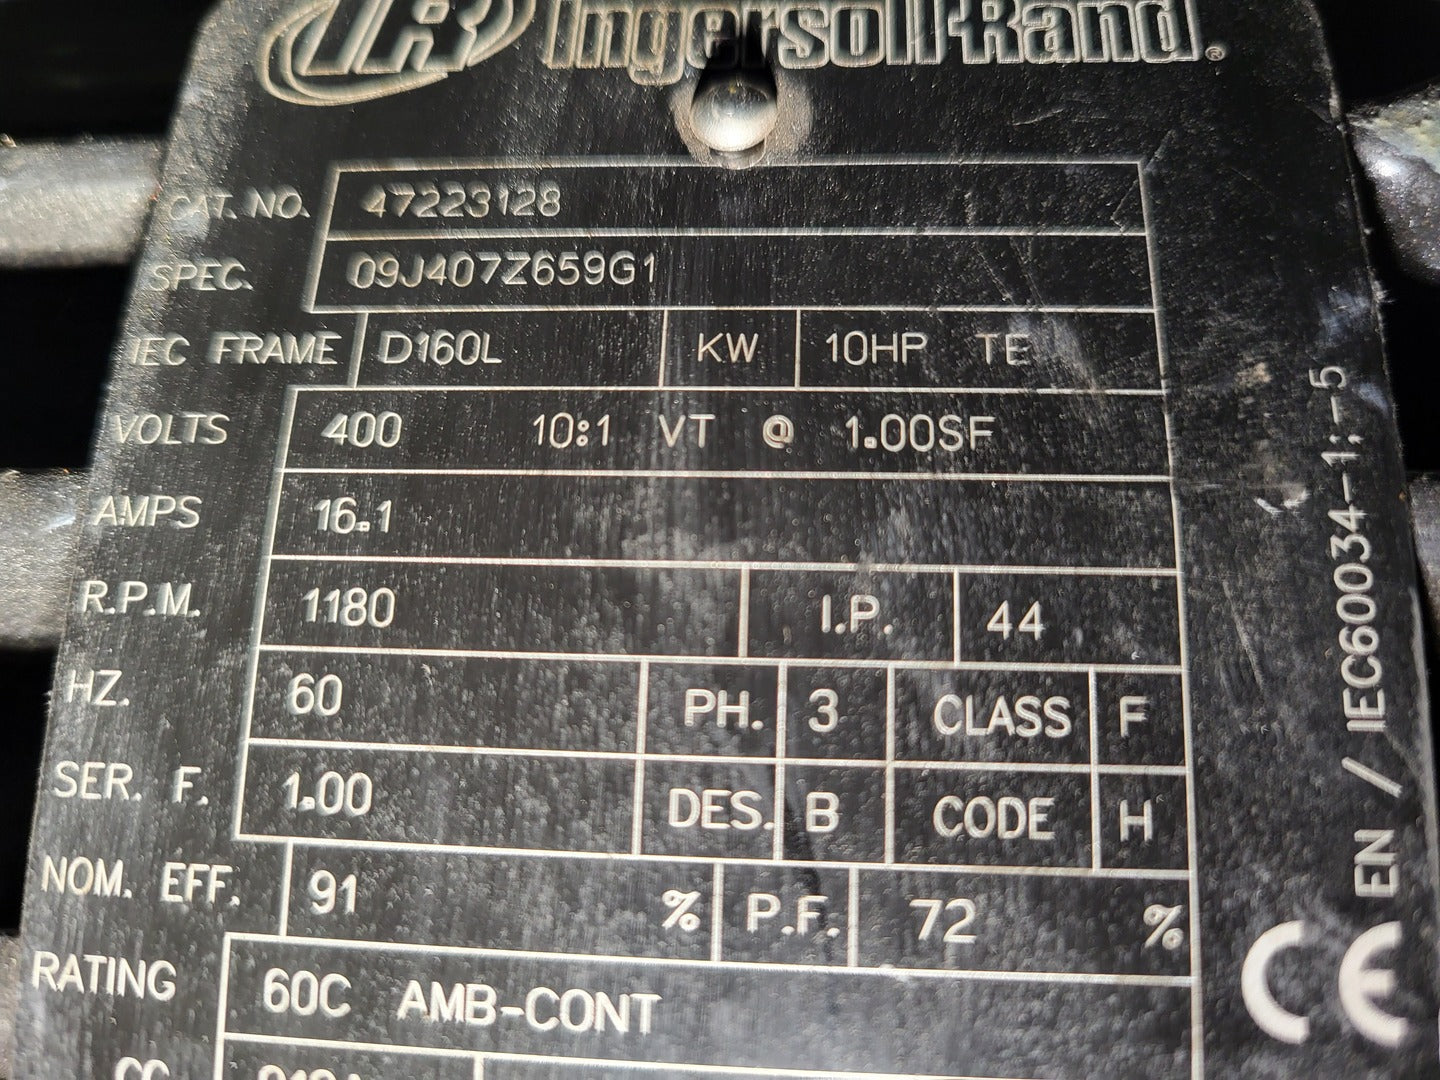 IR Ingersoll-Rand®
CAT. NO. 47223128
SPEC. 09J407Z659G1
IEC FRAME D160L KW 10HP TE
VOLTS 400 10:1 VT @ 1.00SF
AMPS 16.1
R.P.M. 1180 I.P. 44
HZ. 60 PH. 3 CLASS F
SER. F. 1.00 DES. B CODE H
NOM. EFF. 91 % P.F. 72 %
RATING 60C AMB-CONT
CC
CE EN / IEC60034-1:-5